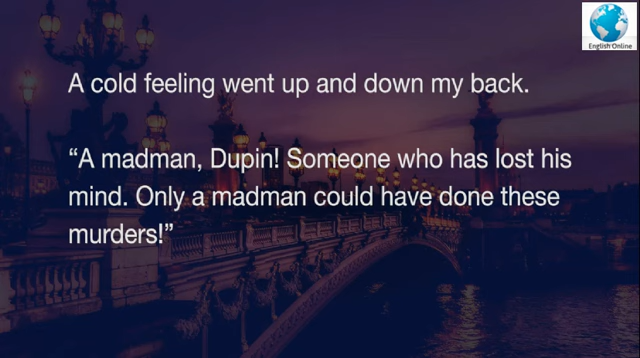 English Online
A cold feeling went up and down my back.
“A madman, Dupin! Someone who has lost his
mind. Only a madman could have done these
murders!”